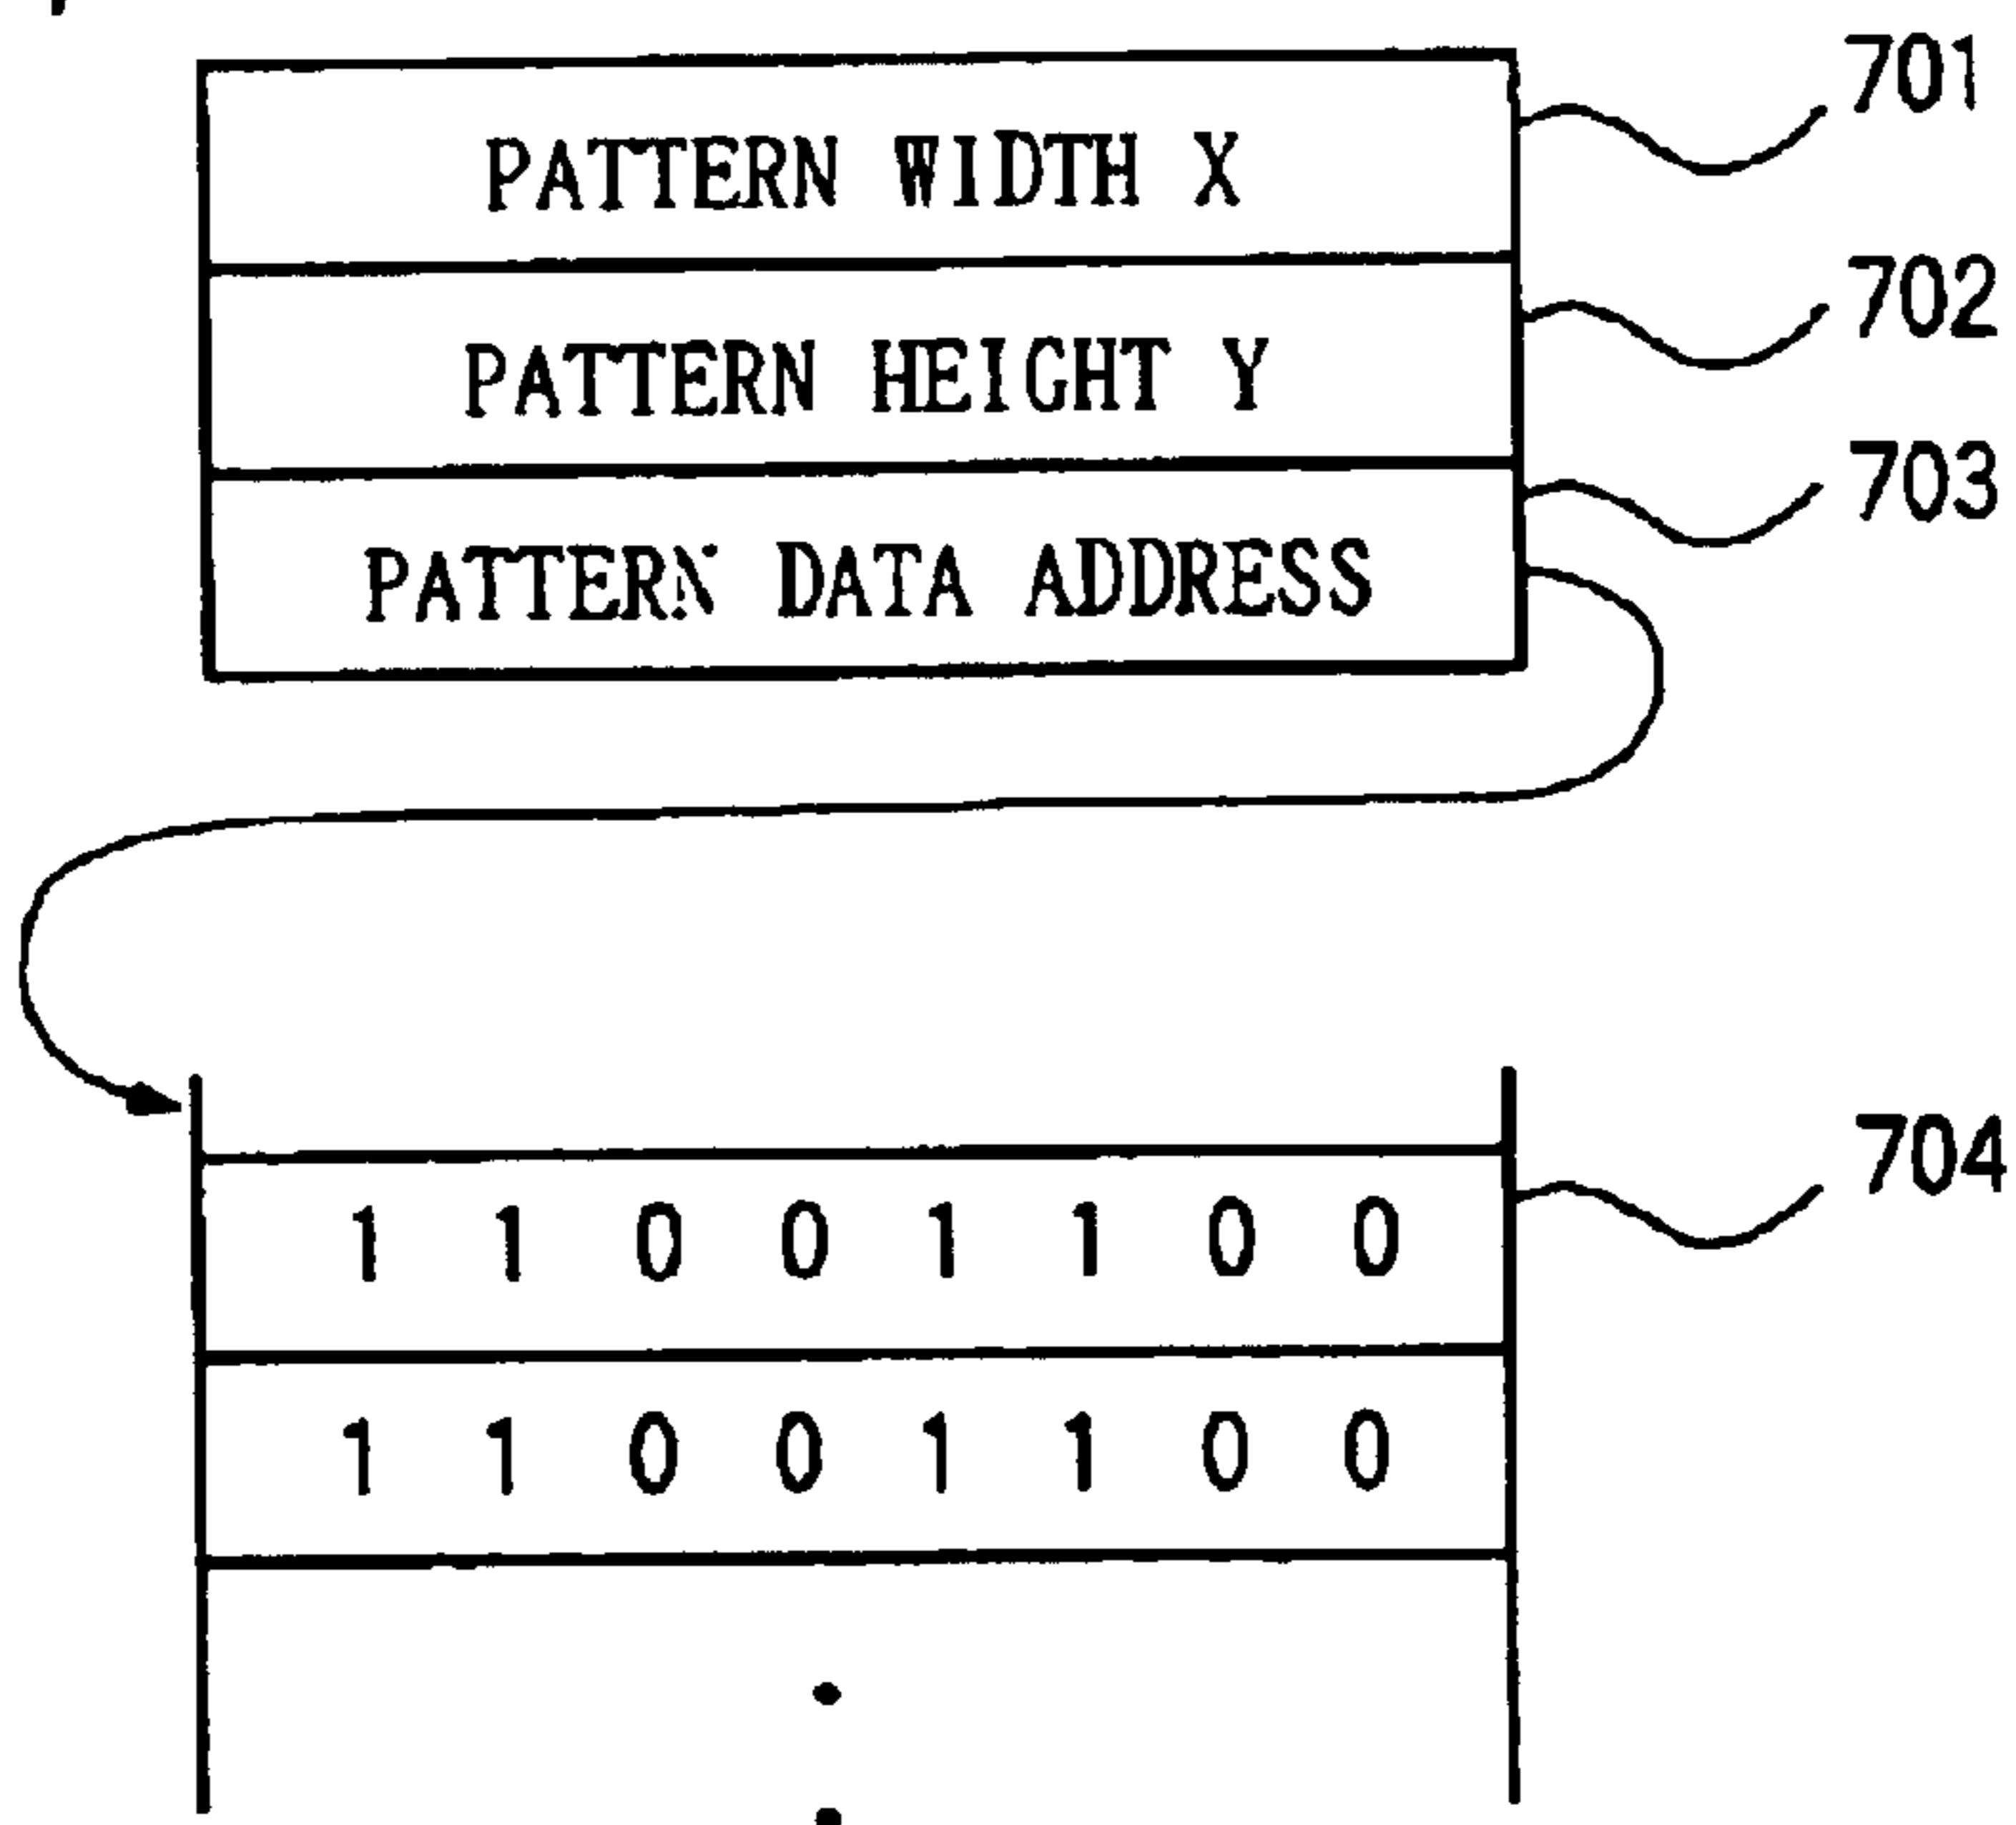 701
PATTERN WIDTH X
702
PATTERN HEIGHT Y
703
PATTERN DATA ADDRESS
704
1 1 0 0 1 1 0 0
1 1 0 0 1 1 0 0